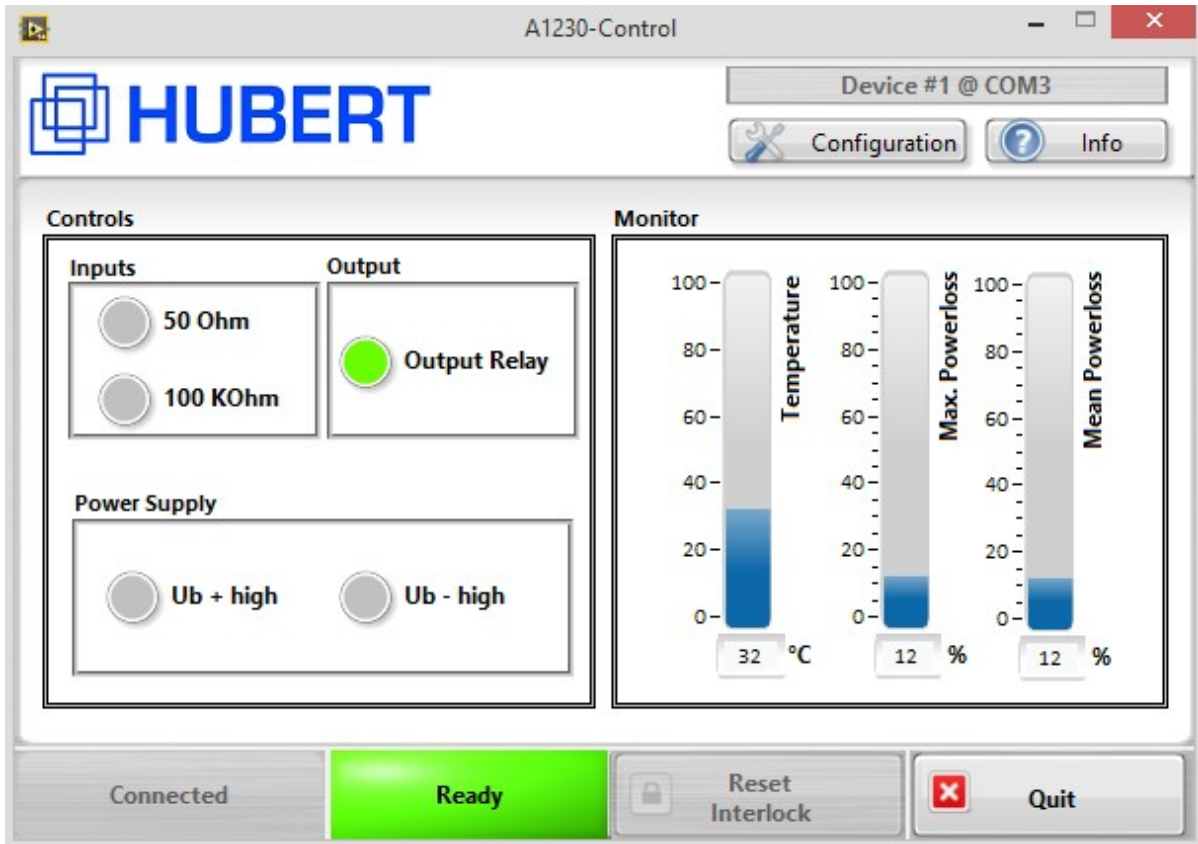 A1230-Control
HUBERT
Device #1 @ COM3
Configuration
Info
Controls
Inputs
50 Ohm
100 KOhm
Output
Output Relay
Power Supply
Ub + high
Ub - high
Monitor
100
80
60
40
20
0
Temperature
32 °C
100
80
60
40
20
0
Max. Powerloss
12 %
100
80
60
40
20
0
Mean Powerloss
12 %
Connected
Ready
Reset
Interlock
Quit